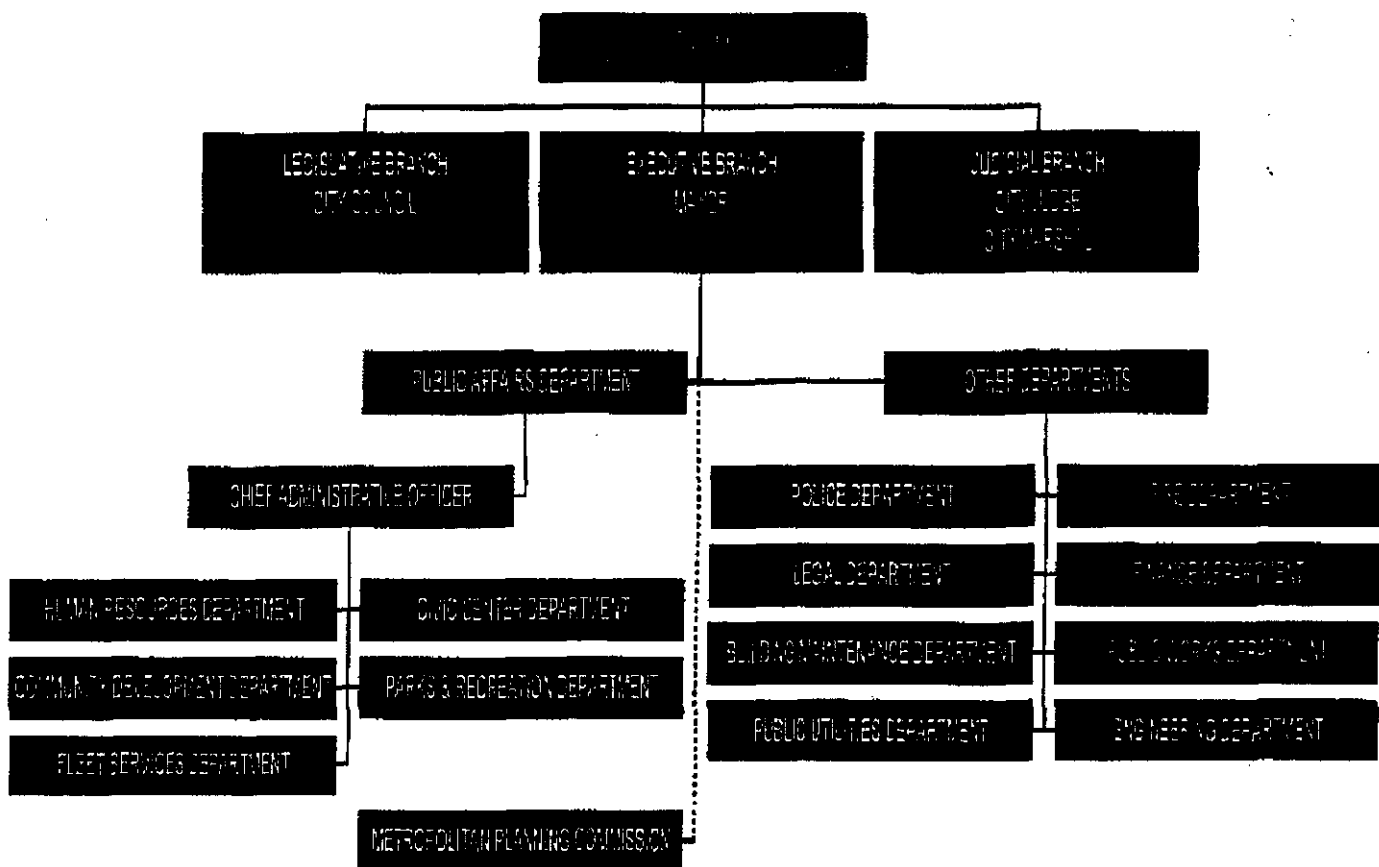 LEGISLATIVE BRANCH
CITY COUNCIL
EXECUTIVE BRANCH
MAYOR
JUDICIAL BRANCH
CITY JUDGE
CITY MARSHAL
PUBLIC AFFAIRS DEPARTMENT
OTHER DEPARTMENTS
CHIEF ADMINISTRATIVE OFFICER
POLICE DEPARTMENT
FIRE DEPARTMENT
LEGAL DEPARTMENT
FINANCE DEPARTMENT
HUMAN RESOURCES DEPARTMENT
CIVIC CENTER DEPARTMENT
BUILDING MAINTENANCE DEPARTMENT
PUBLIC WORKS DEPARTMENT
COMMUNITY DEVELOPMENT DEPARTMENT
PARKS & RECREATION DEPARTMENT
PUBLIC UTILITIES DEPARTMENT
ENGINEERING DEPARTMENT
FLEET SERVICES DEPARTMENT
METROPOLITAN PLANNING COMMISSION